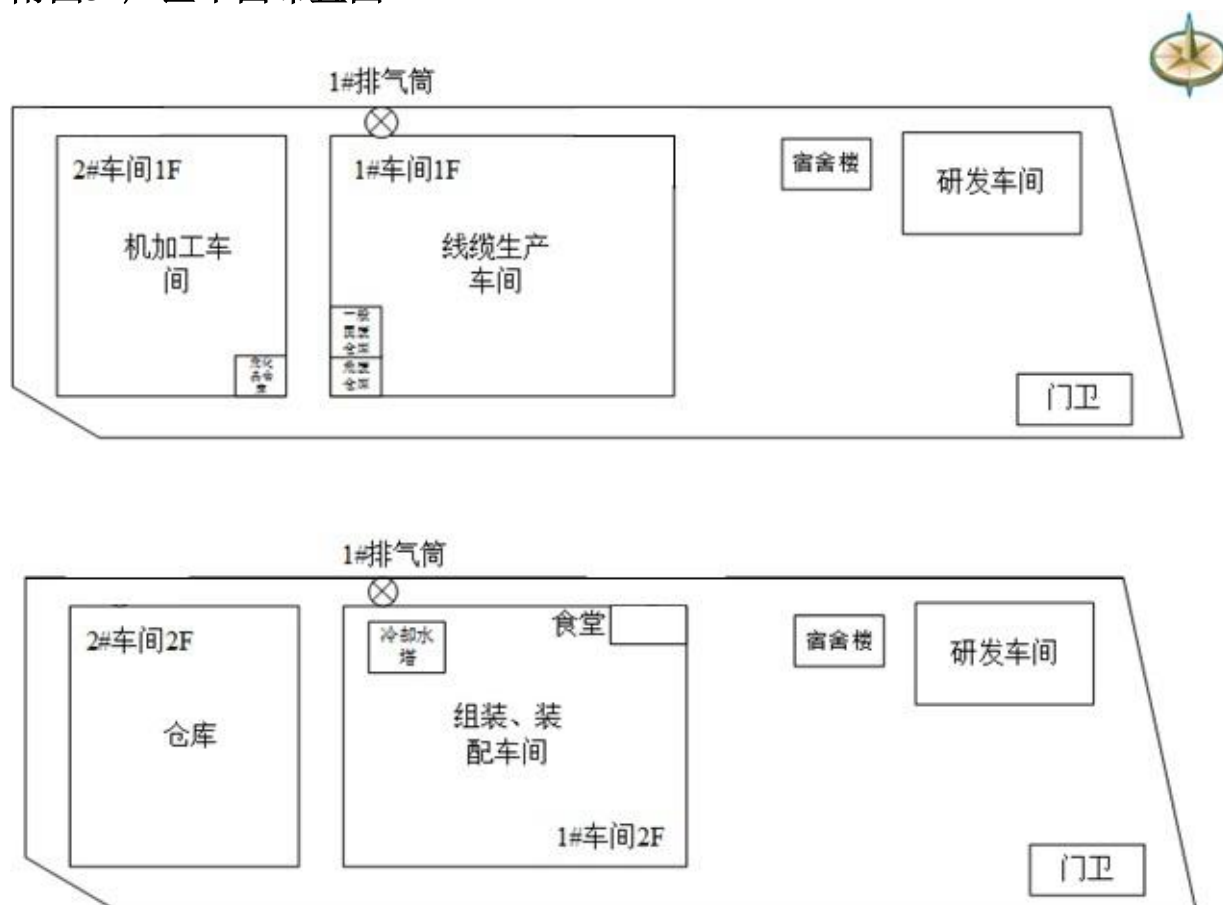 1#排气筒
2#车间1F
1#车间1F
宿舍楼
研发车间
机加工车
间
线缆生产
车间
门卫
1#排气筒
2#车间2F
冷却水
塔
食堂
宿舍楼
研发车间
仓库
组装、装
配车间
1#车间2F
门卫